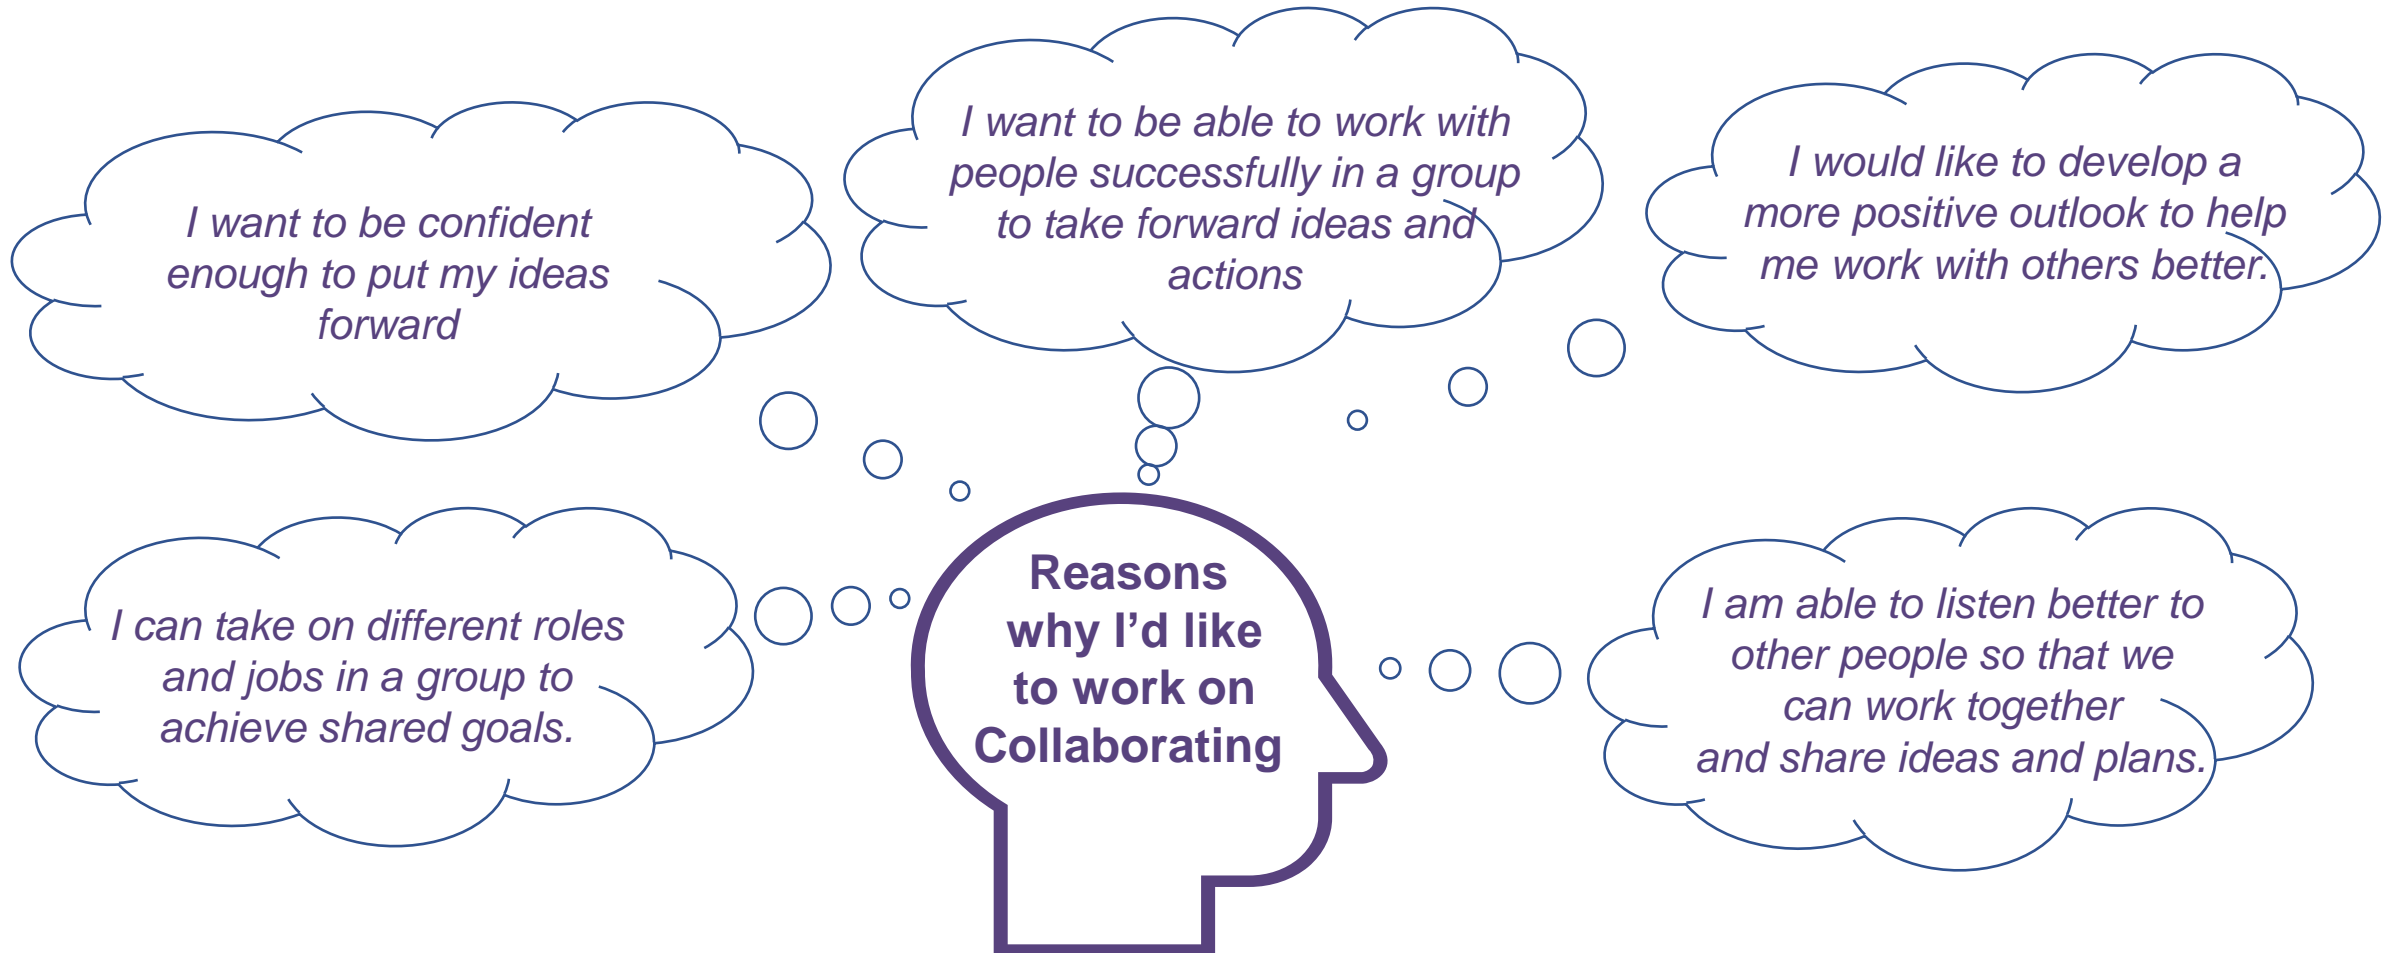 I want to be confident
enough to put my ideas
forward
I want to be able to work with
people successfully in a group
to take forward ideas and
actions
I would like to develop a
more positive outlook to help
me work with others better.
I can take on different roles
and jobs in a group to
achieve shared goals.
Reasons
why I’d like
to work on
Collaborating
I am able to listen better to
other people so that we
can work together
and share ideas and plans.